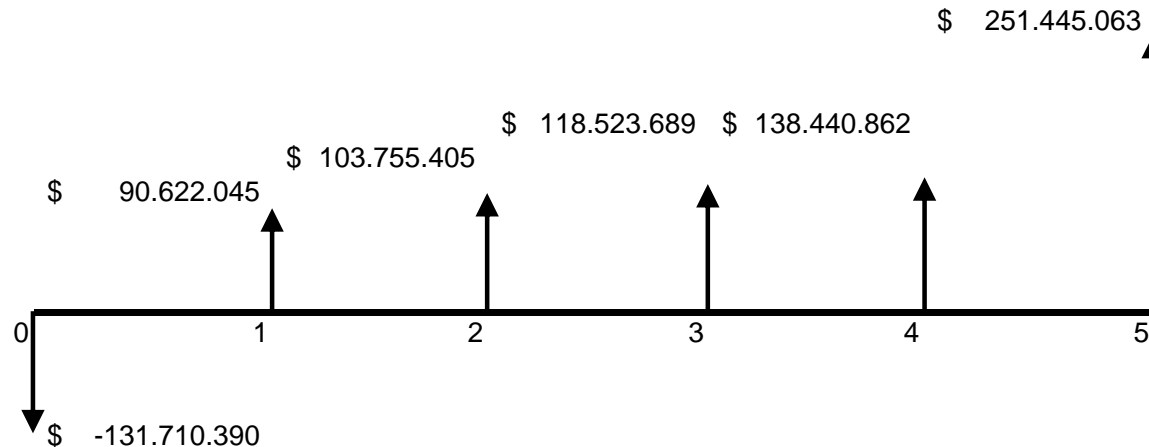 $ 251.445.063
$ 118.523.689 $ 138.440.862
$ 103.755.405
$ 90.622.045
0 1 2 3 4 5
$ -131.710.390